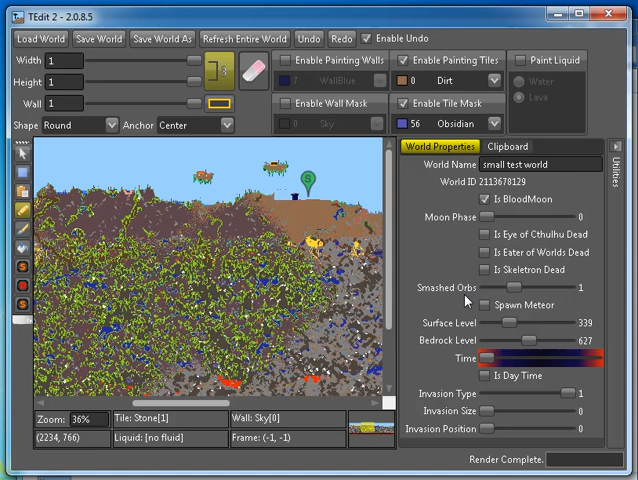 TEdit 2 - 2.0.8.5
Load World Save World Save World As Refresh Entire World Undo Redo Enable Undo
Width 1 Enable Painting Walls Enable Painting Tiles Paint Liquid
Height 1 7 WallBlue 0 Dirt Water
Lava
Wall 1 Enable Wall Mask Enable Tile Mask
Shape Round Anchor Center 0 Sky 56 Obsidian
World Properties Clipboard
Utilities
World Name small test world
World ID 2113678129
Is BloodMoon
Moon Phase 0
Is Eye of Cthulhu Dead
Is Eater of Worlds Dead
Is Skeletron Dead
Smashed Orbs 1
Spawn Meteor
Surface Level 339
Bedrock Level 627
Time
Is Day Time
Invasion Type 1
Invasion Size 0
Invasion Position 0
S
S
S
Zoom: 36% Tile: Stone[1] Wall: Sky[0]
(2234, 766) Liquid: [no fluid] Frame: (-1, -1)
Render Complete.